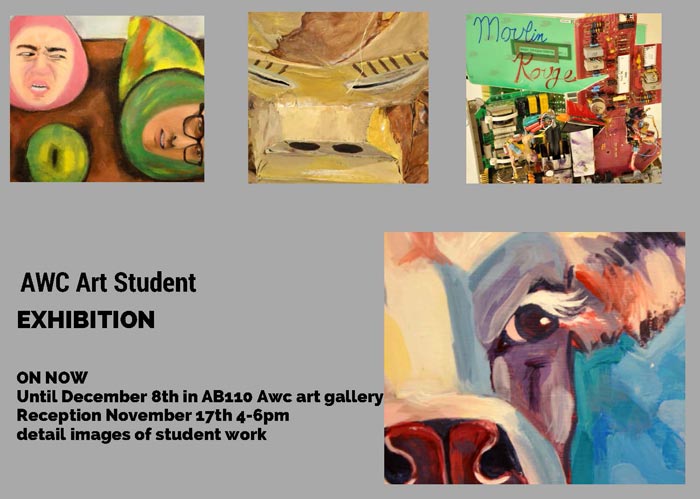 Moulin
Rouge
AWC Art Student
EXHIBITION
ON NOW
Until December 8th in AB110 Awc art gallery
Reception November 17th 4-6pm
detail images of student work